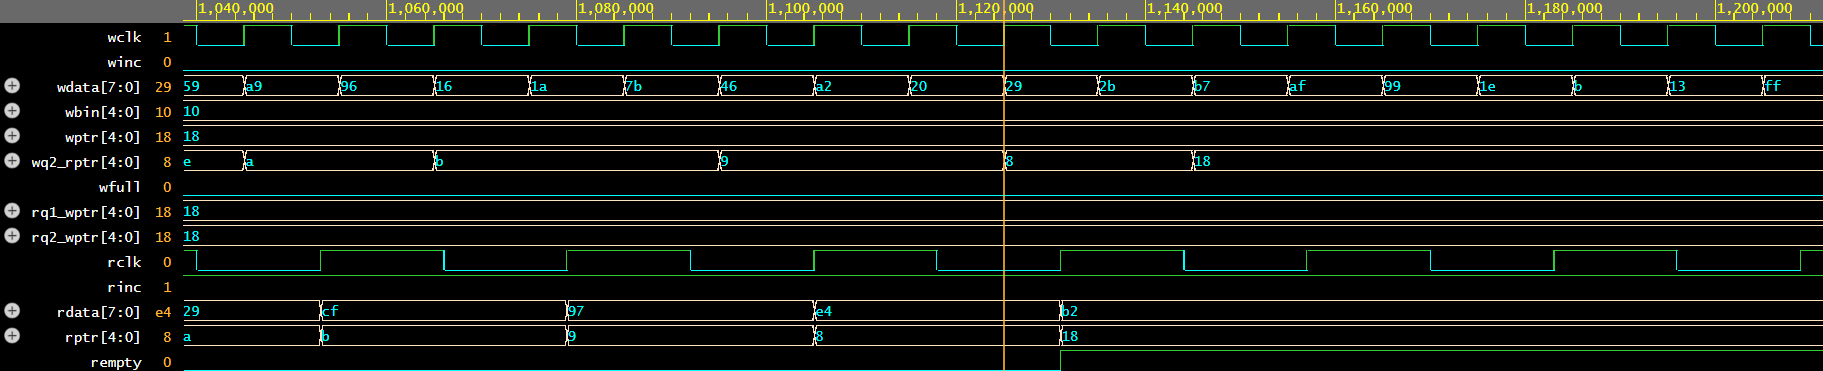 1,040,000 1,060,000 1,080,000 1,100,000 1,120,000 1,140,000 1,160,000 1,180,000 1,200,000
wclk 1
winc 0
wdata[7:0] 29 59 a9 96 16 1a 7b 46 a2 20 29 2b b7 af 99 1e b 13 ff
wbin[4:0] 10 10
wptr[4:0] 18 18
wq2_rptr[4:0] 8 e a b 9 8 18
wfull 0
rq1_wptr[4:0] 18 18
rq2_wptr[4:0] 18 18
rclk 0
rinc 1
rdata[7:0] e4 29 cf 97 e4 b2
rptr[4:0] 8 a b 9 8 18
rempty 0